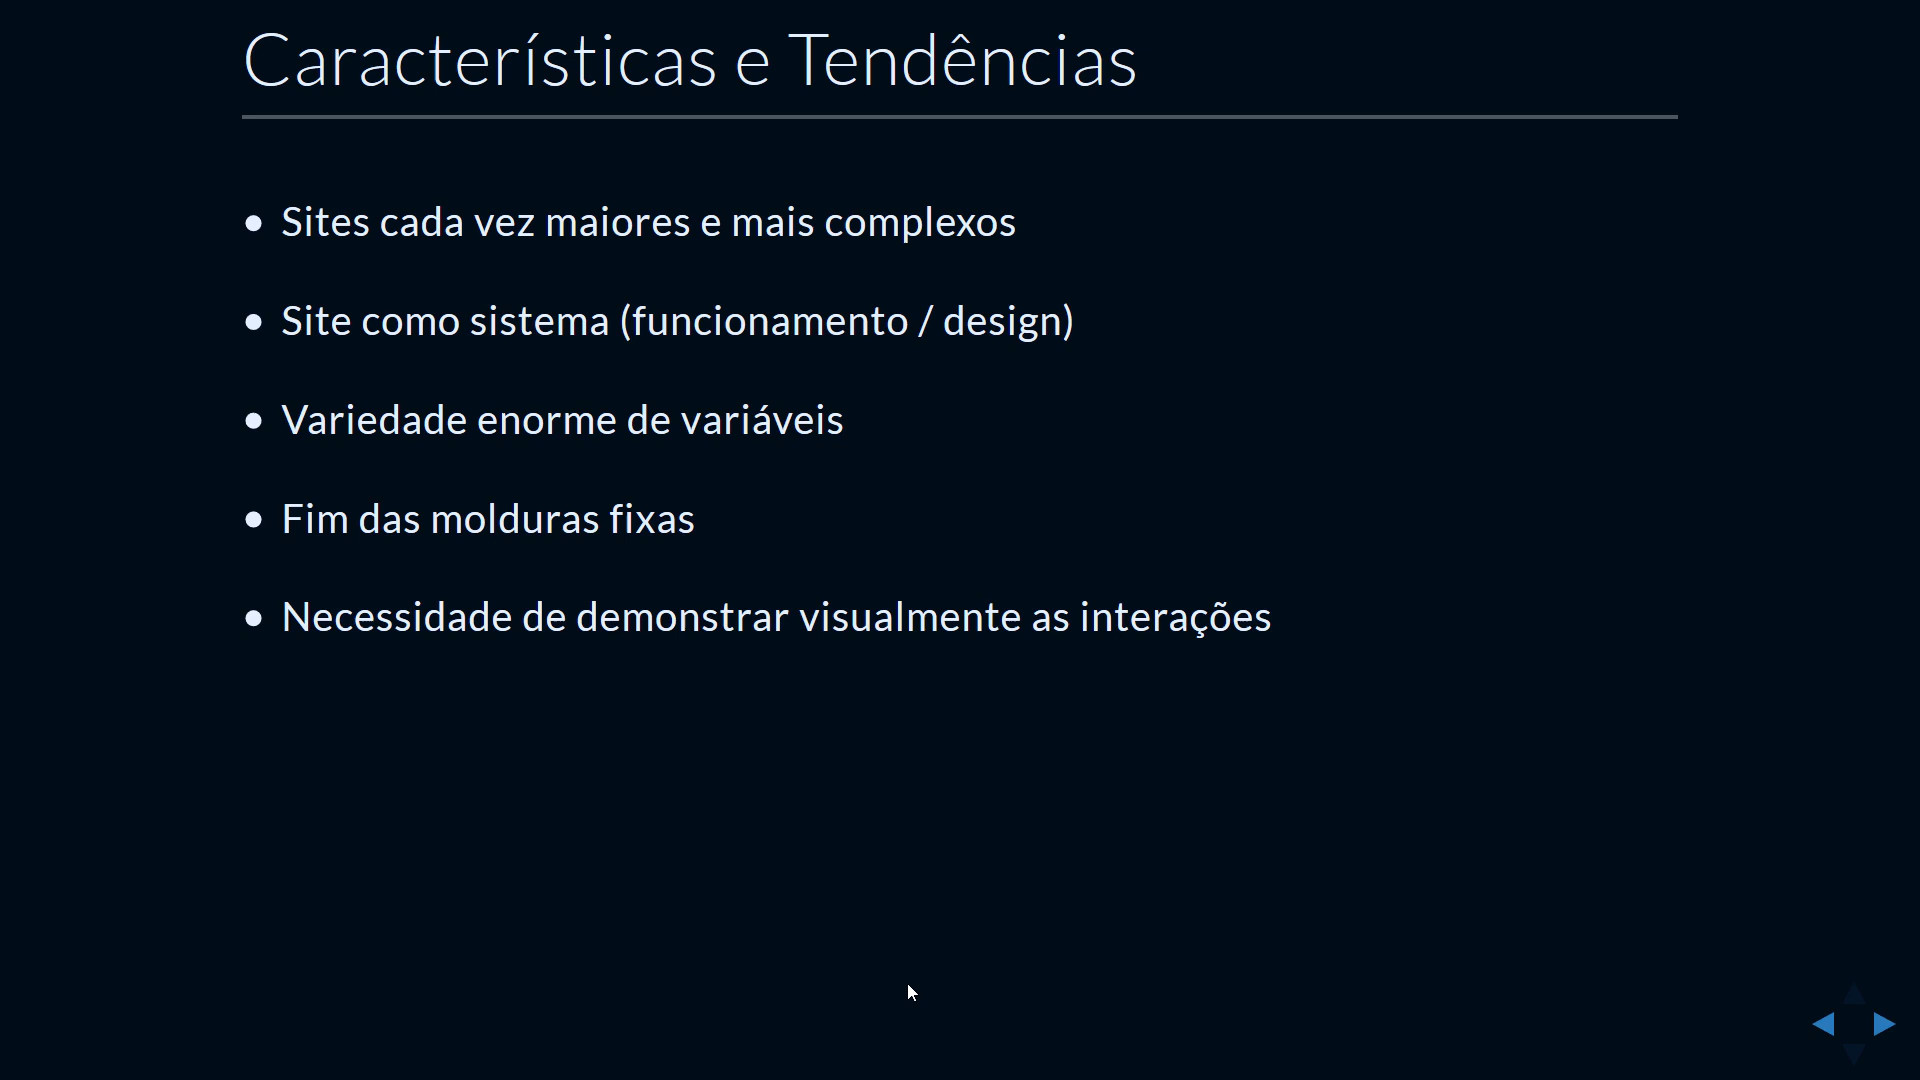 Características e Tendências
• Sites cada vez maiores e mais complexos
• Site como sistema (funcionamento / design)
• Variedade enorme de variáveis
• Fim das molduras fixas
• Necessidade de demonstrar visualmente as interações